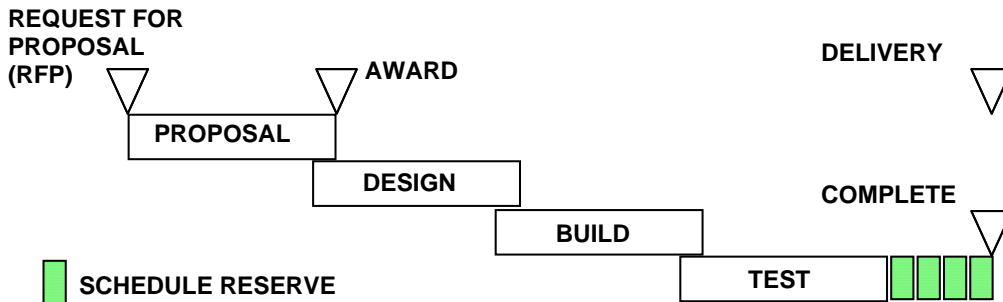 REQUEST FOR
PROPOSAL
(RFP)
AWARD
DELIVERY
PROPOSAL
DESIGN
COMPLETE
BUILD
TEST
SCHEDULE RESERVE